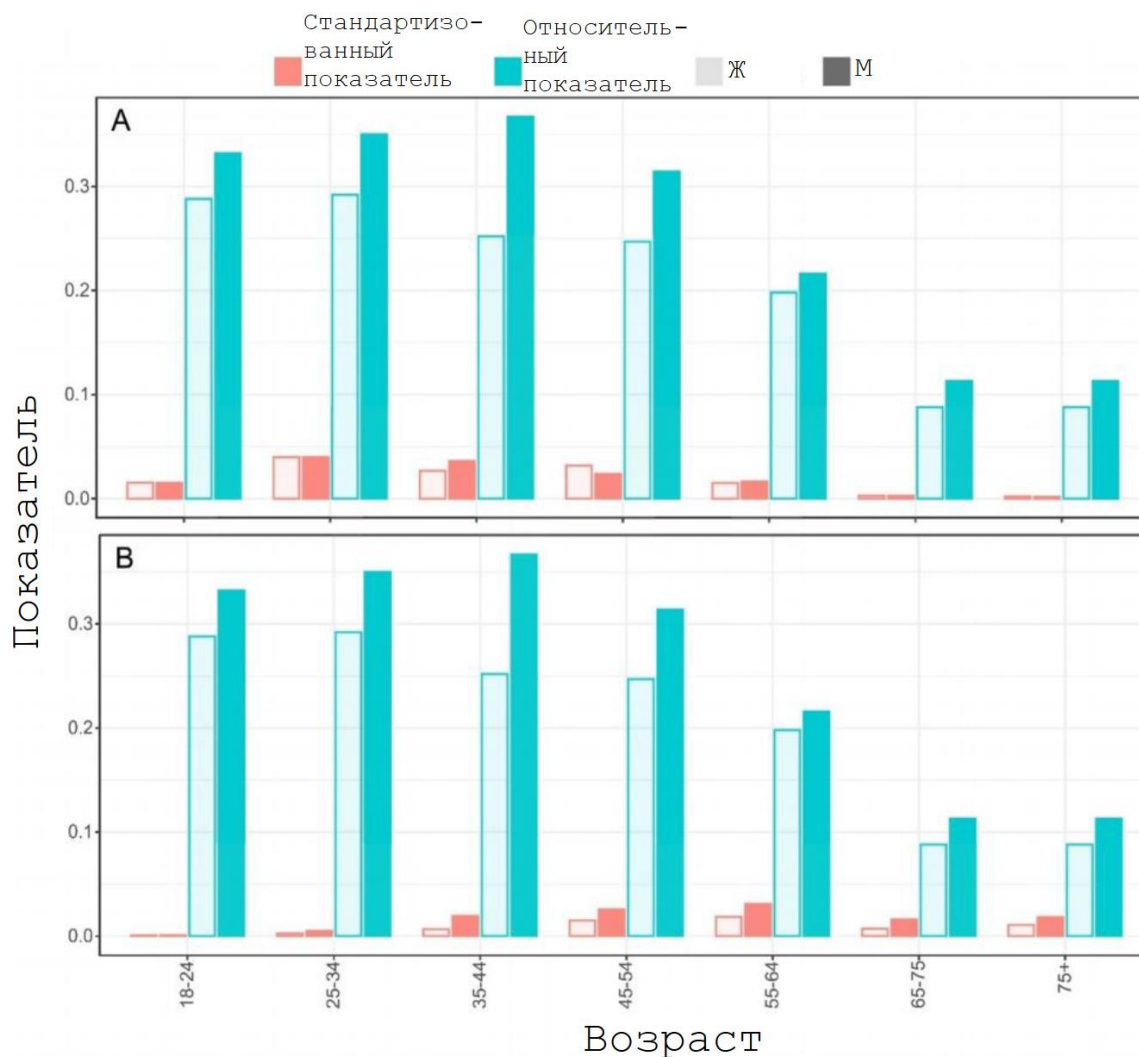 Стандартизо-
ванный
показатель
Относитель-
ный
показатель
Ж
М
A
0.3
0.2
0.1
0.0
B
0.3
0.2
0.1
0.0
Показатель
18-24
25-34
35-44
45-54
55-64
65-75
75+
Возраст